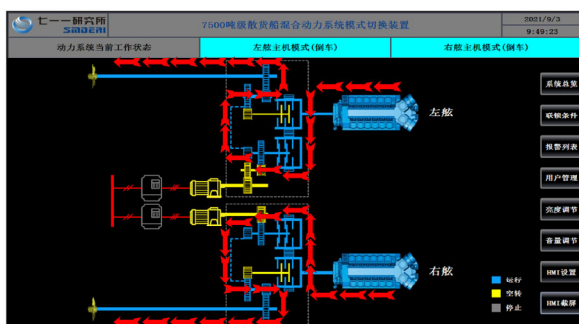 七一一研究所
SMDERI
7500吨级散货船混合动力系统模式切换装置
2021/9/3
9:49:23
动力系统当前工作状态
左舷主机模式(倒车)
右舷主机模式(倒车)
系统总览
联锁条件
报警列表
用户管理
亮度调节
音量调节
HMI设置
HMI截屏
左舷
右舷
运行
空转
停止